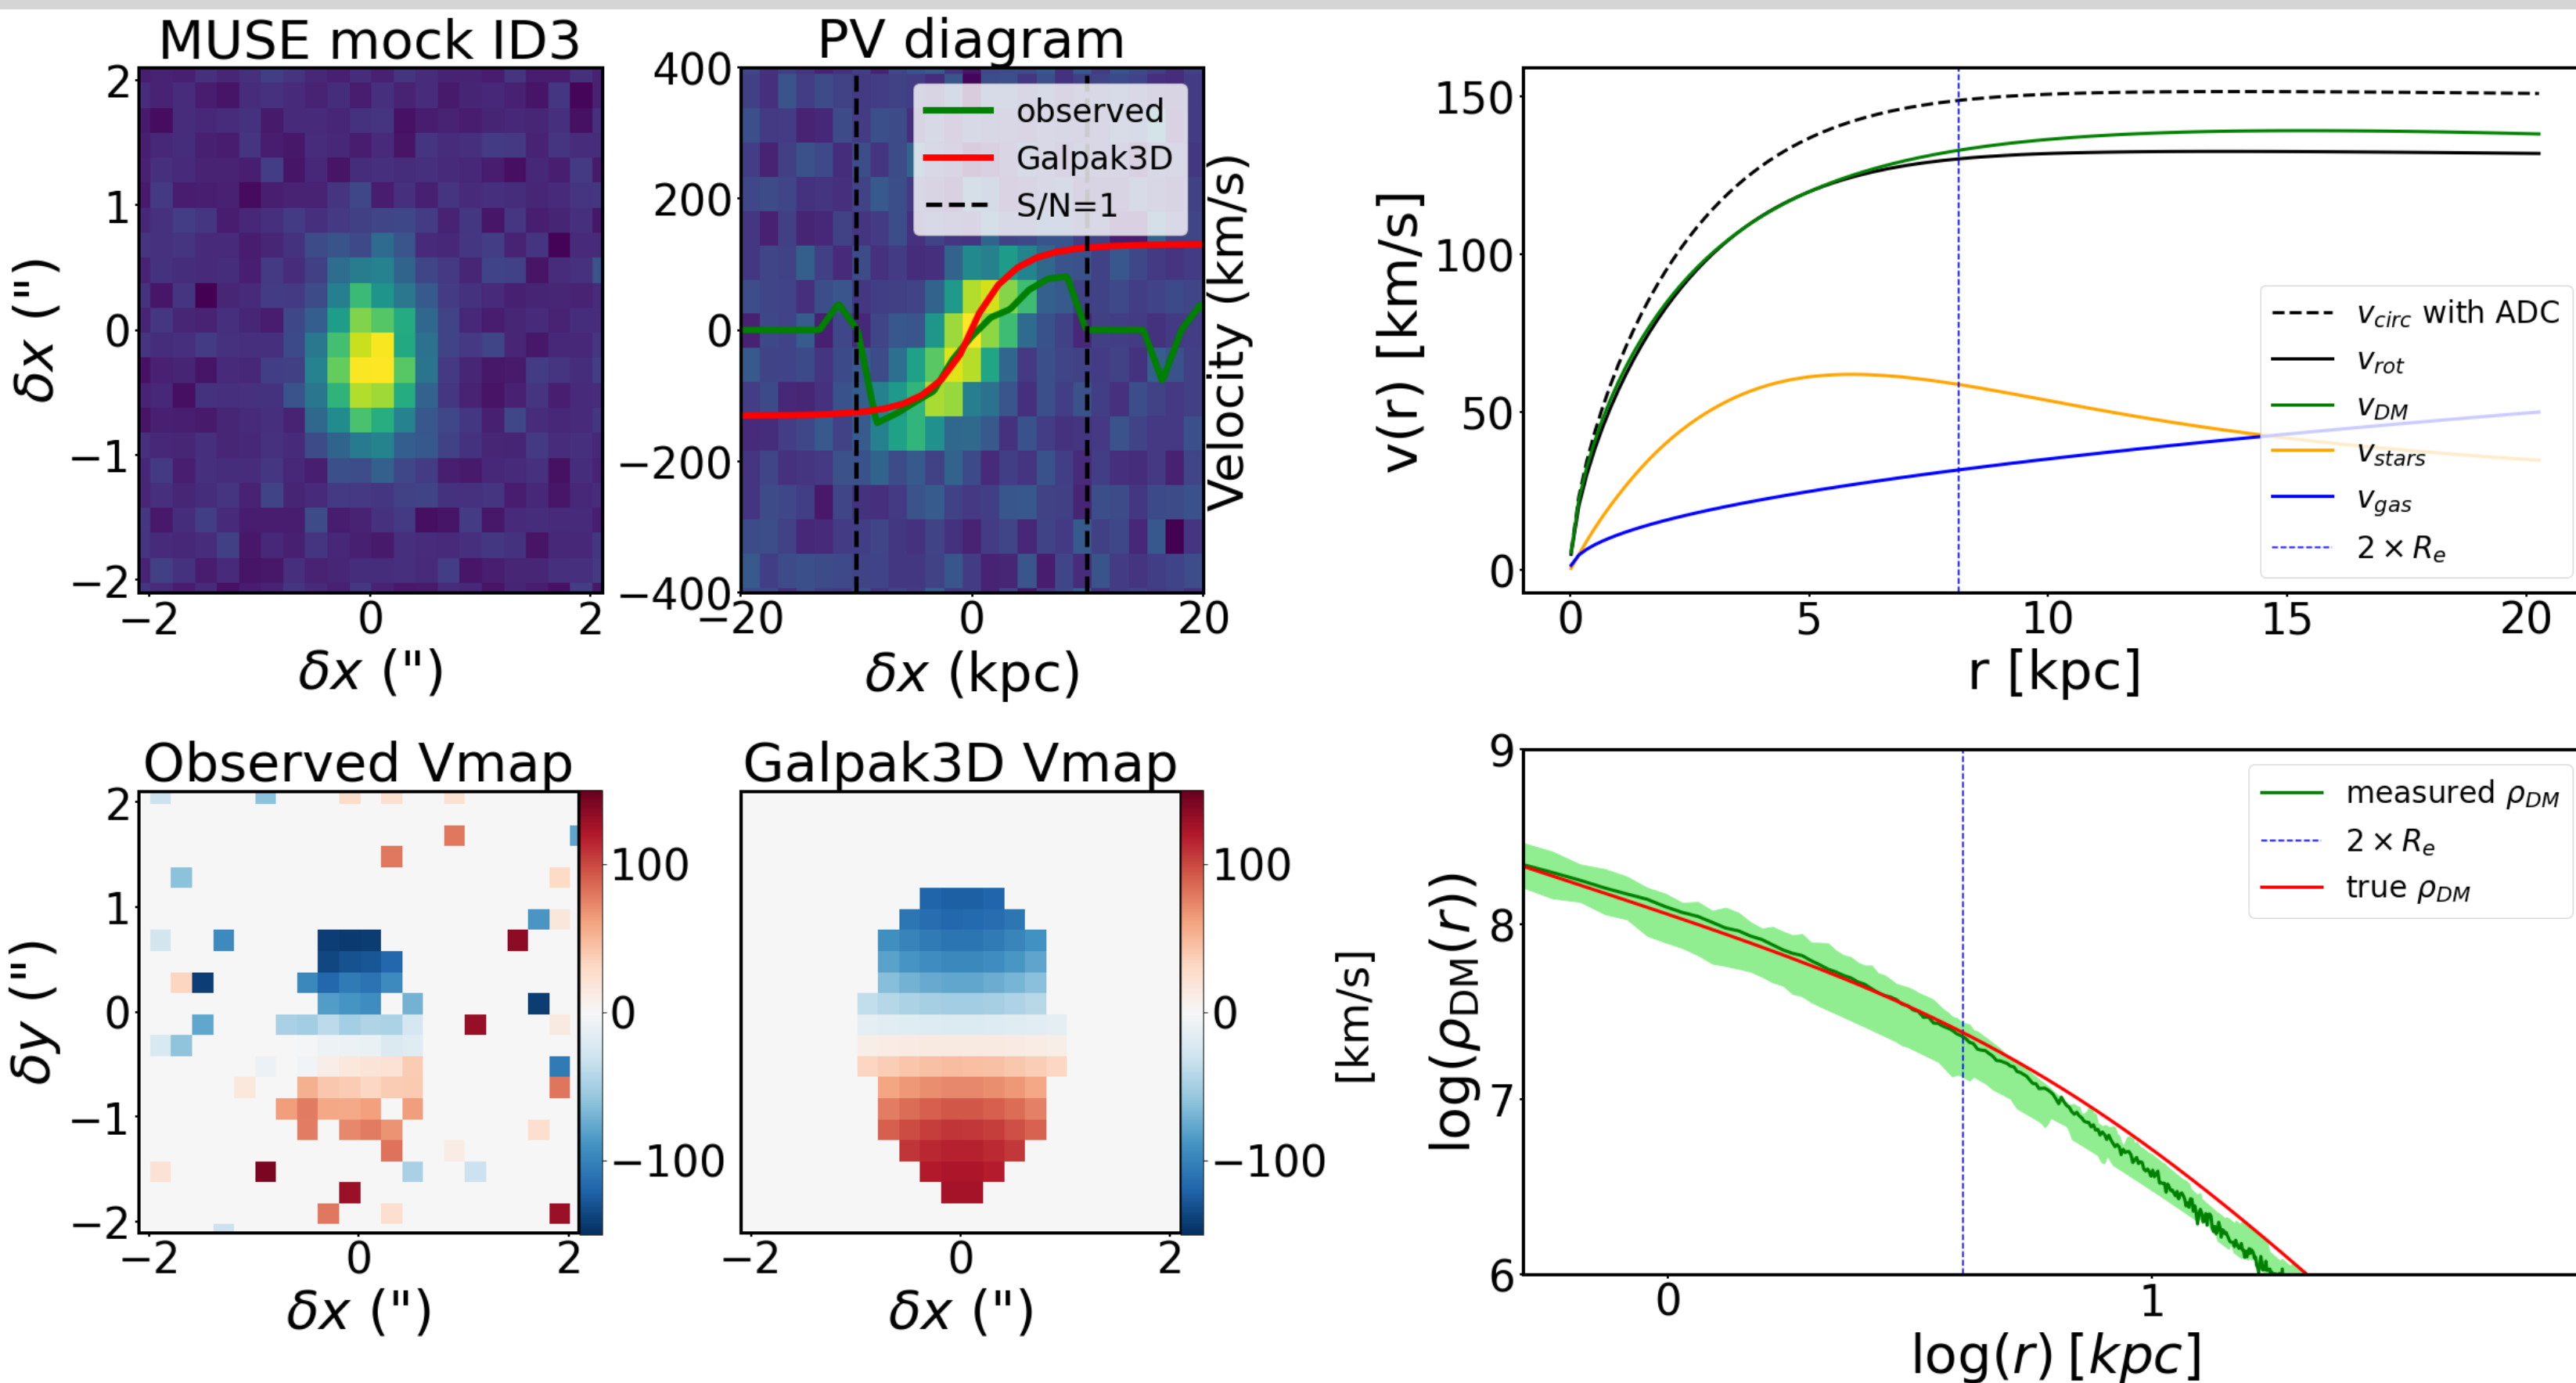 MUSE mock ID3
2
1
0
−1
−2
δx (")
−2
0
2
δx (")
PV diagram
400
200
0
−200
−400
observed
Galpak3D
S/N=1
Velocity (km/s)
−20
0
20
δx (kpc)
150
100
50
0
v(r) [km/s]
v_circ with ADC
v_rot
v_DM
v_stars
v_gas
2 × R_e
0
5
10
15
20
r [kpc]
Observed Vmap
2
1
0
−1
−2
δy (")
−2
0
2
δx (")
100
0
−100
Galpak3D Vmap
−2
0
2
δx (")
100
0
−100
[km/s]
9
8
7
6
log(ρ_DM(r))
measured ρ_DM
2 × R_e
true ρ_DM
0
1
log(r) [kpc]